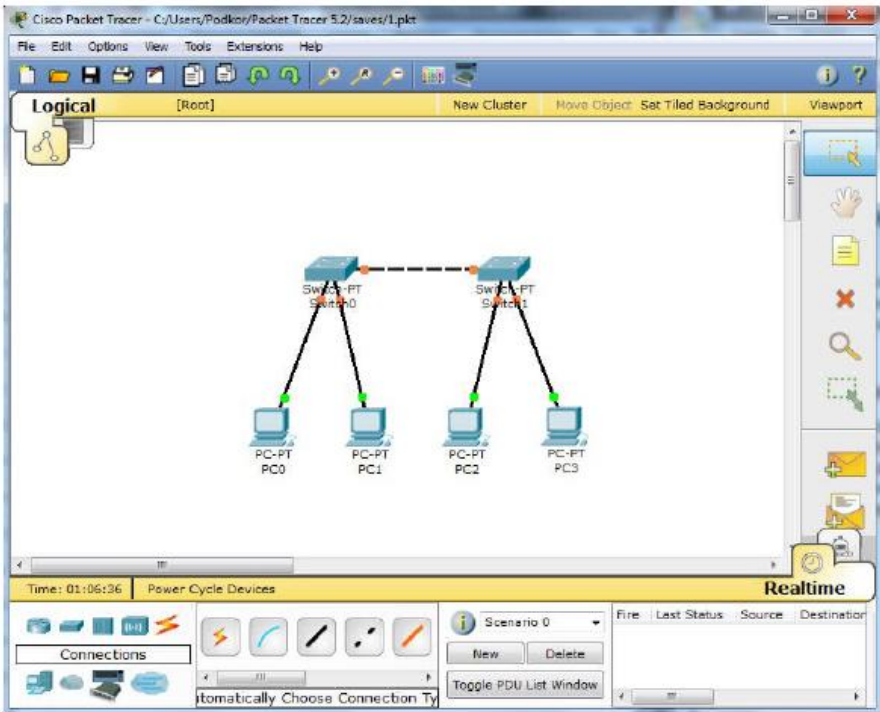 Cisco Packet Tracer - C:/Users/Podkor/Packet Tracer 5.2/saves/1.pkt
File Edit Options View Tools Extensions Help
Logical [Root] New Cluster Move Object Set Tiled Background Viewport
Switch-PT
Switch0
Switch-PT
Switch1
PC-PT
PC0
PC-PT
PC1
PC-PT
PC2
PC-PT
PC3
Time: 01:06:36 Power Cycle Devices Realtime
Connections
utomatically Choose Connection Ty
Scenario 0
New Delete
Toggle PDU List Window
Fire Last Status Source Destination